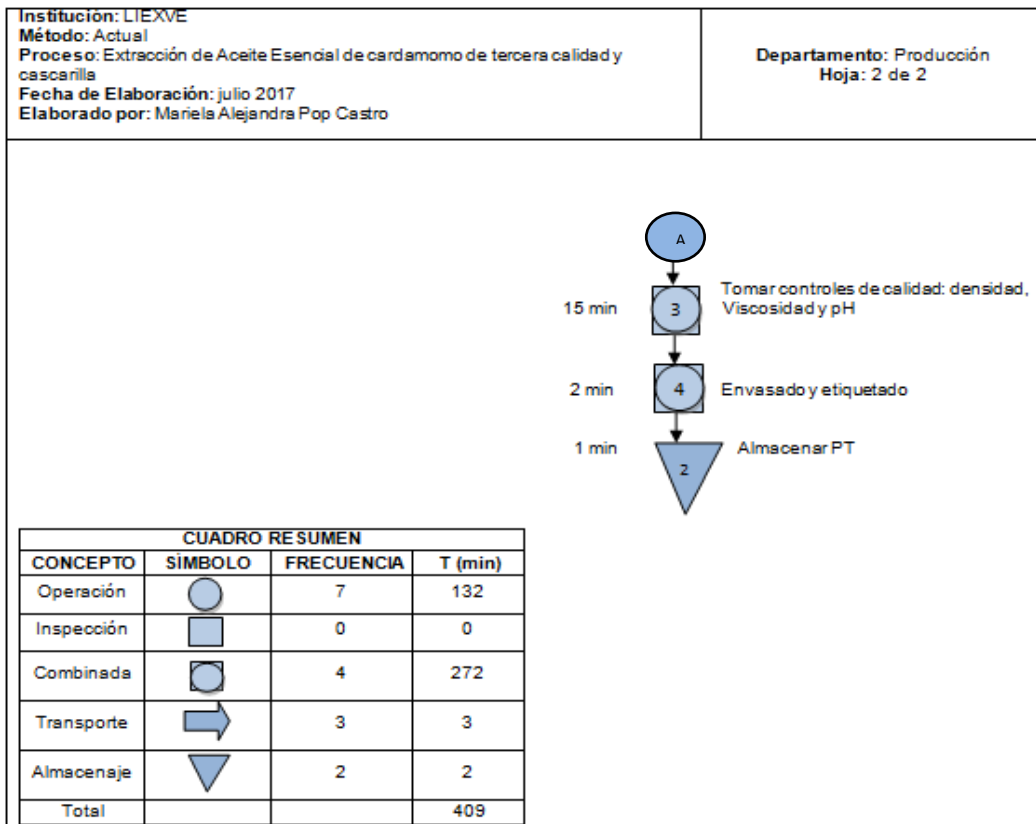 Institución: LIEXVE
Método: Actual
Proceso: Extracción de Aceite Esencial de cardamomo de tercera calidad y
cascarilla
Fecha de Elaboración: julio 2017
Elaborado por: Mariela Alejandra Pop Castro
Departamento: Producción
Hoja: 2 de 2
A
15 min
3
Tomar controles de calidad: densidad,
Viscosidad y pH
2 min
4
Envasado y etiquetado
1 min
2
Almacenar PT
CUADRO RESUMEN
CONCEPTO SÍMBOLO FRECUENCIA T (min)
Operación 7 132
Inspección 0 0
Combinada 4 272
Transporte 3 3
Almacenaje 2 2
Total 409